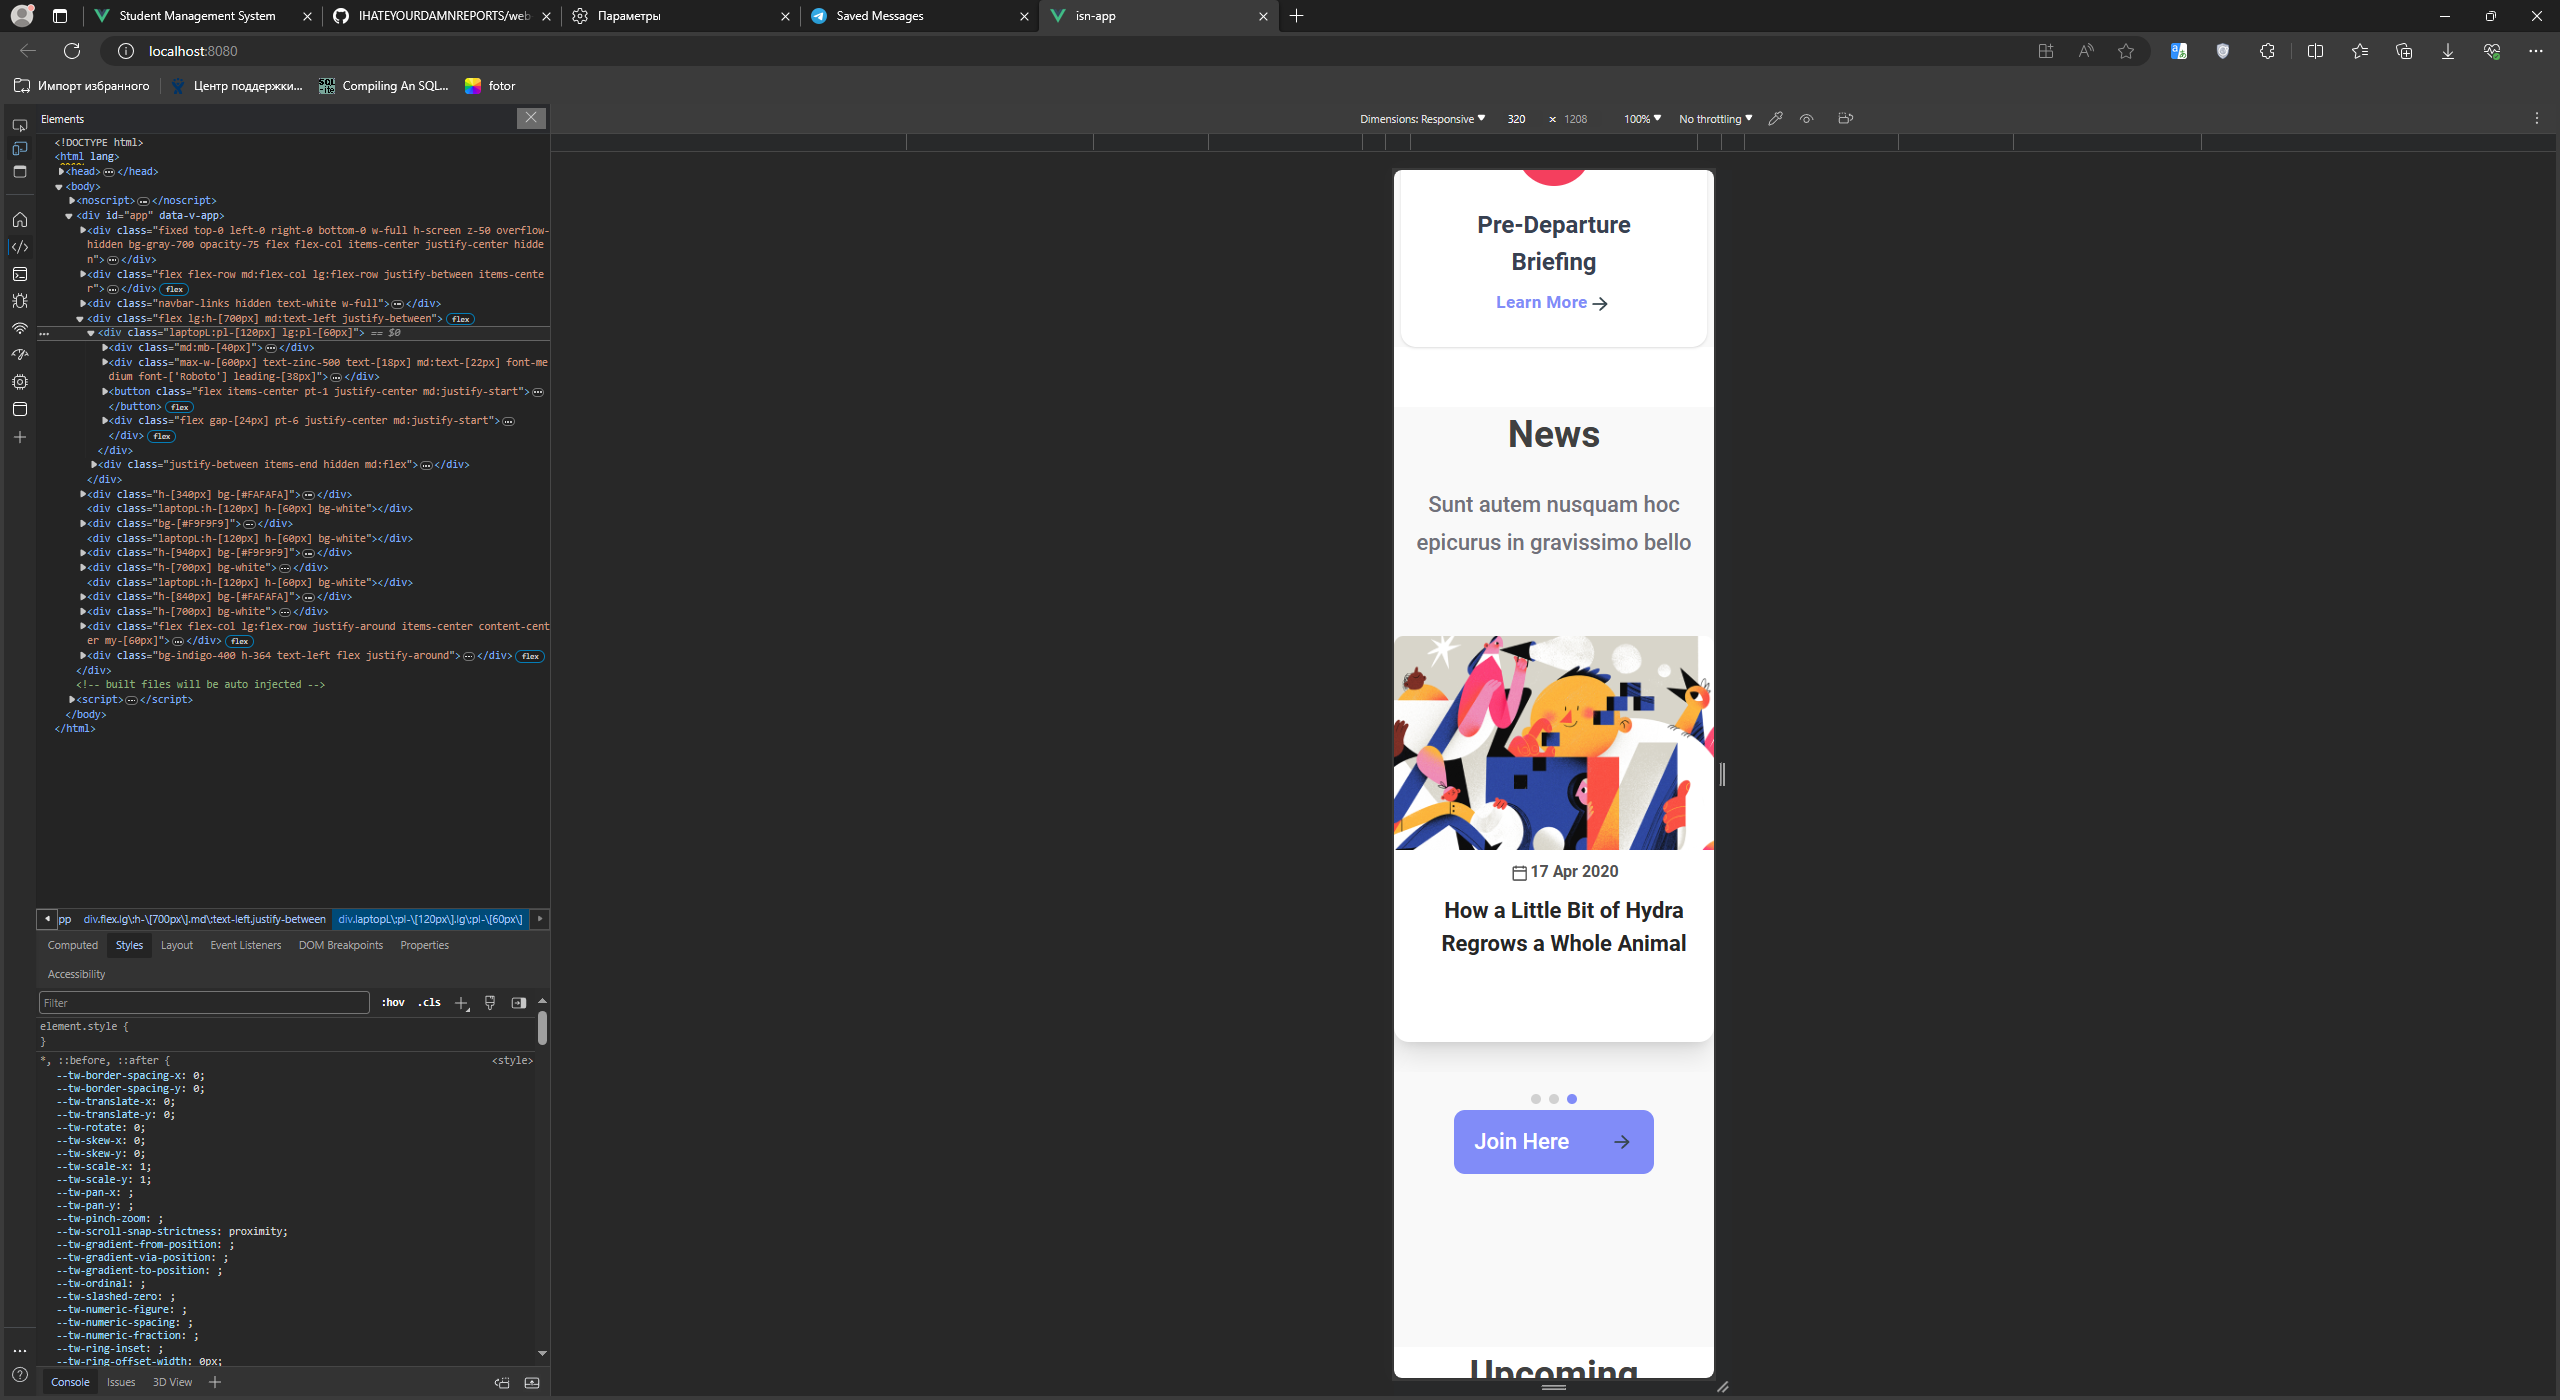 Student Management System
IHATEYOURDAMNREPORTS/web
Параметры
Saved Messages
isn-app
localhost:8080
Импорт избранного
Центр поддержки...
Compiling An SQL...
fotor
Elements
Dimensions: Responsive
320
×
1208
100%
No throttling
<!DOCTYPE html>
<html lang>
<head>…</head>
<body>
<noscript>…</noscript>
<div id="app" data-v-app>
<div class="fixed top-0 left-0 right-0 bottom-0 w-full h-screen z-50 overflow-
hidden bg-gray-700 opacity-75 flex flex-col items-center justify-center hidde
n">…</div>
<div class="flex flex-row md:flex-col lg:flex-row justify-between items-cente
r">…</div> flex
<div class="navbar-links hidden text-white w-full">…</div>
<div class="flex lg:h-[700px] md:text-left justify-between"> flex
… <div class="laptopL:pl-[120px] lg:pl-[60px]"> == $0
<div class="md:mb-[40px]">…</div>
<div class="max-w-[600px] text-zinc-500 text-[18px] md:text-[22px] font-me
dium font-['Roboto'] leading-[38px]">…</div>
<button class="flex items-center pt-1 justify-center md:justify-start">…
</button> flex
<div class="flex gap-[24px] pt-6 justify-center md:justify-start">…
</div> flex
</div>
<div class="justify-between items-end hidden md:flex">…</div>
</div>
<div class="h-[340px] bg-[#FAFAFA]">…</div>
<div class="laptopL:h-[120px] h-[60px] bg-white"></div>
<div class="bg-[#F9F9F9]">…</div>
<div class="laptopL:h-[120px] h-[60px] bg-white"></div>
<div class="h-[940px] bg-[#F9F9F9]">…</div>
<div class="h-[700px] bg-white">…</div>
<div class="laptopL:h-[120px] h-[60px] bg-white"></div>
<div class="h-[840px] bg-[#FAFAFA]">…</div>
<div class="h-[700px] bg-white">…</div>
<div class="flex flex-col lg:flex-row justify-around items-center content-cent
er my-[60px]">…</div> flex
<div class="bg-indigo-400 h-364 text-left flex justify-around">…</div> flex
</div>
<!-- built files will be auto injected -->
<script>…</script>
</body>
</html>
pp
div.flex.lg\:h-\[700px\].md\:text-left.justify-between
div.laptopL\:pl-\[120px\].lg\:pl-\[60px\]
Computed
Styles
Layout
Event Listeners
DOM Breakpoints
Properties
Accessibility
Filter
:hov
.cls
element.style {
}
*, ::before, ::after {
<style>
--tw-border-spacing-x: 0;
--tw-border-spacing-y: 0;
--tw-translate-x: 0;
--tw-translate-y: 0;
--tw-rotate: 0;
--tw-skew-x: 0;
--tw-skew-y: 0;
--tw-scale-x: 1;
--tw-scale-y: 1;
--tw-pan-x: ;
--tw-pan-y: ;
--tw-pinch-zoom: ;
--tw-scroll-snap-strictness: proximity;
--tw-gradient-from-position: ;
--tw-gradient-via-position: ;
--tw-gradient-to-position: ;
--tw-ordinal: ;
--tw-slashed-zero: ;
--tw-numeric-figure: ;
--tw-numeric-spacing: ;
--tw-numeric-fraction: ;
--tw-ring-inset: ;
--tw-ring-offset-width: 0px;
Console
Issues
3D View
Pre-Departure
Briefing
Learn More
News
Sunt autem nusquam hoc
epicurus in gravissimo bello
17 Apr 2020
How a Little Bit of Hydra
Regrows a Whole Animal
Join Here
Upcoming